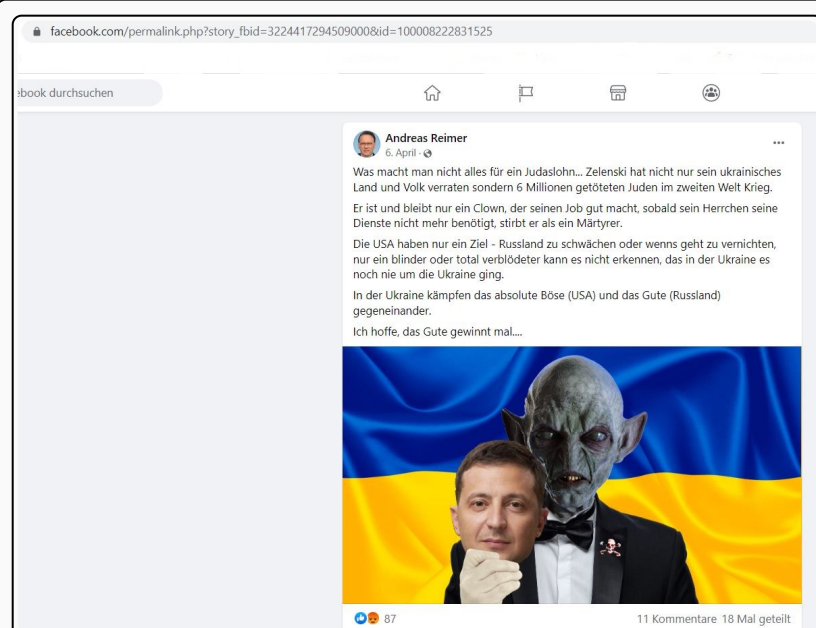 facebook.com/permalink.php?story_fbid=3224417294509000&id=100008222831525
ebook durchsuchen
Andreas Reimer
6. April ·
Was macht man nicht alles für ein Judaslohn... Zelenski hat nicht nur sein ukrainisches
Land und Volk verraten sondern 6 Millionen getöteten Juden im zweiten Welt Krieg.
Er ist und bleibt nur ein Clown, der seinen Job gut macht, sobald sein Herrchen seine
Dienste nicht mehr benötigt, stirbt er als ein Märtyrer.
Die USA haben nur ein Ziel - Russland zu schwächen oder wenns geht zu vernichten,
nur ein blinder oder total verblödeter kann es nicht erkennen, das in der Ukraine es
noch nie um die Ukraine ging.
In der Ukraine kämpfen das absolute Böse (USA) und das Gute (Russland)
gegeneinander.
Ich hoffe, das Gute gewinnt mal....
87
11 Kommentare 18 Mal geteilt